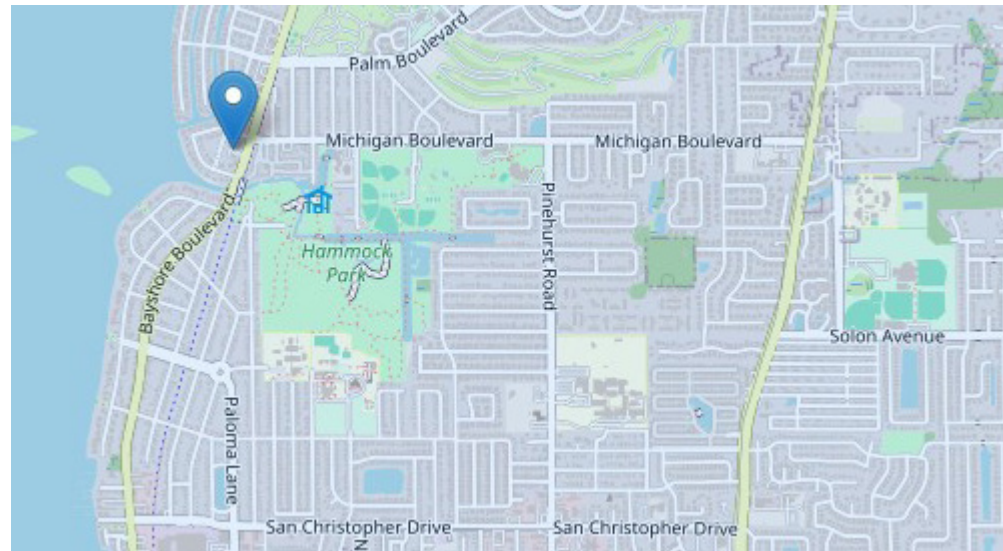 Palm Boulevard
Michigan Boulevard
Michigan Boulevard
Bayshore Boulevard
Pinehurst Road
Hammock
Park
Solon Avenue
Paloma Lane
San Christopher Drive
San Christopher Drive
N